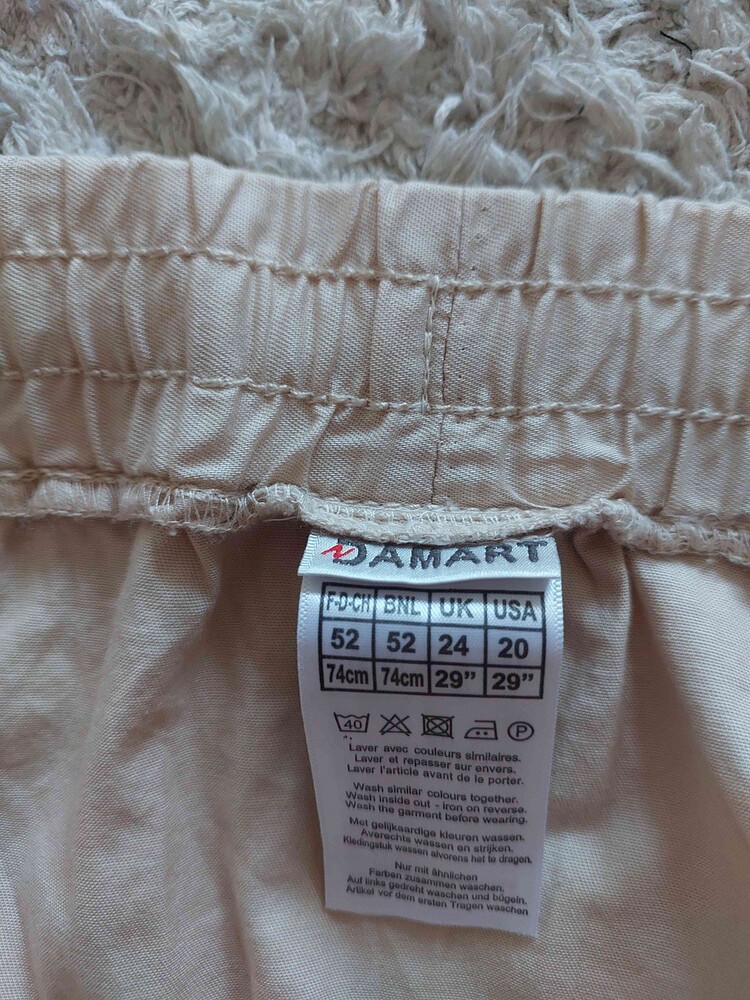 DAMART
F-D-CH BNL UK USA
52 52 24 20
74cm 74cm 29” 29”
40 P
Laver avec couleurs similaires.
Laver et repasser sur envers.
Laver l'article avant de le porter.
Wash similar colours together.
Wash inside out - iron on reverse.
Wash the garment before wearing.
Met gelijkaardige kleuren wassen.
Averechts wassen en strijken.
Kledingstuk wassen alvorens het te dragen.
Nur mit ähnlichen
Farben zusammen waschen.
Auf links gedreht waschen und bügeln.
Artikel vor dem ersten Tragen waschen